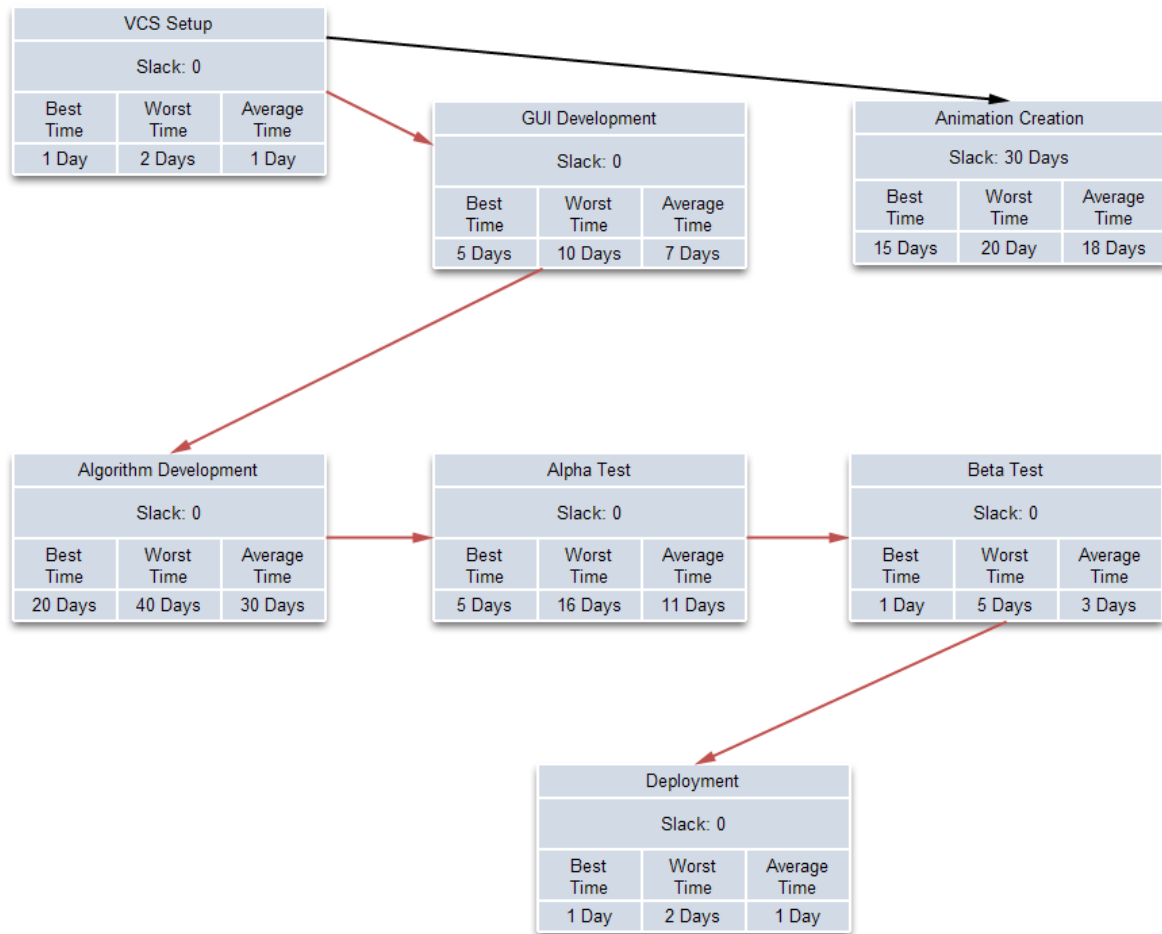 VCS Setup
Slack: 0
Best Time
Worst Time
Average Time
1 Day
2 Days
1 Day
GUI Development
Slack: 0
Best Time
Worst Time
Average Time
5 Days
10 Days
7 Days
Animation Creation
Slack: 30 Days
Best Time
Worst Time
Average Time
15 Days
20 Day
18 Days
Algorithm Development
Slack: 0
Best Time
Worst Time
Average Time
20 Days
40 Days
30 Days
Alpha Test
Slack: 0
Best Time
Worst Time
Average Time
5 Days
16 Days
11 Days
Beta Test
Slack: 0
Best Time
Worst Time
Average Time
1 Day
5 Days
3 Days
Deployment
Slack: 0
Best Time
Worst Time
Average Time
1 Day
2 Days
1 Day